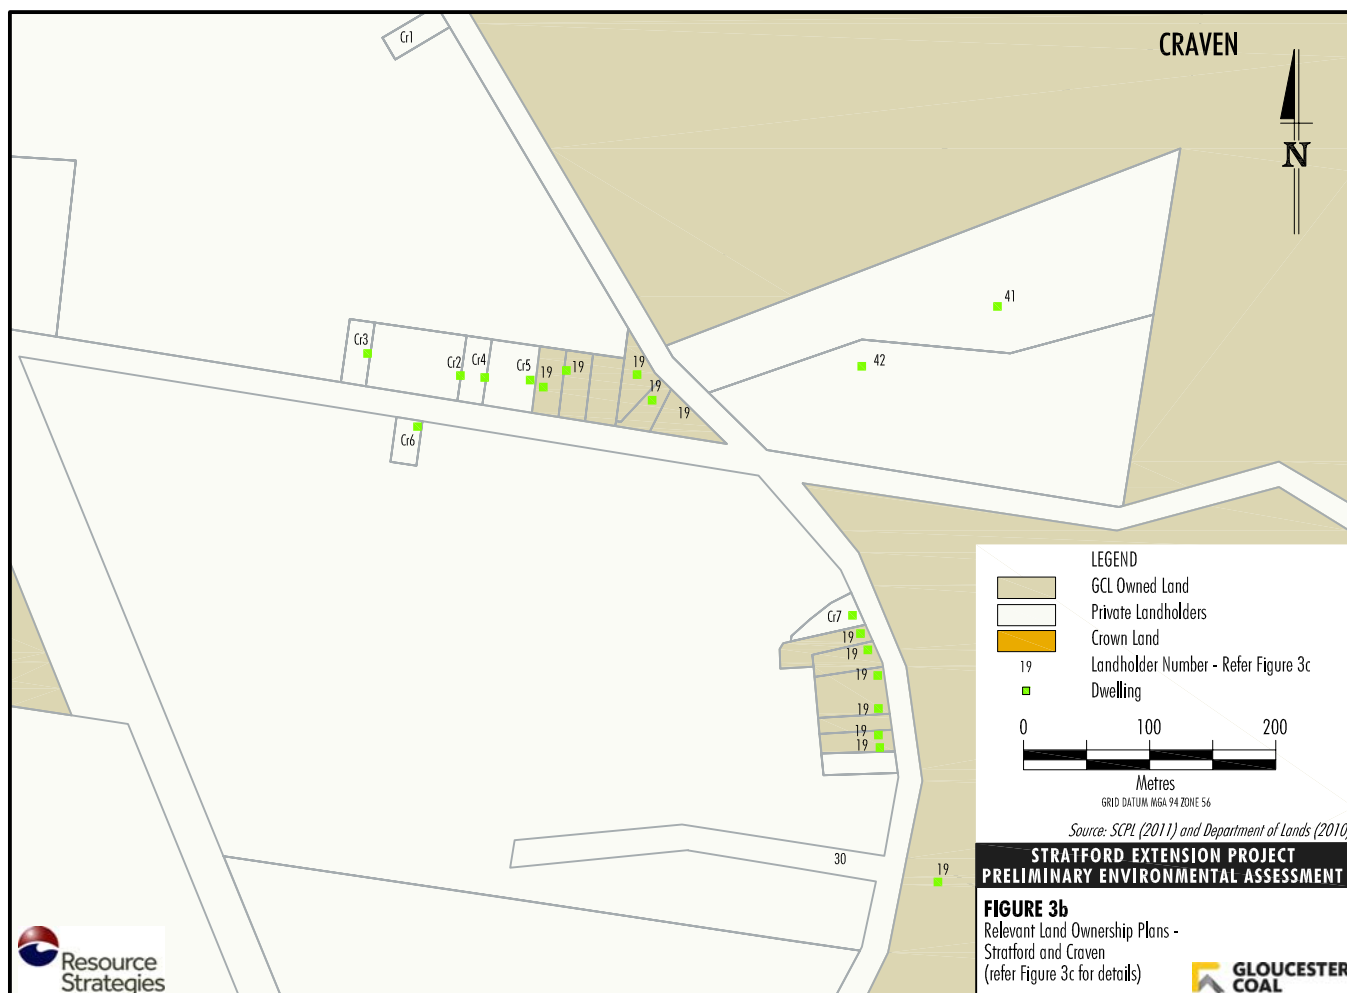 CRAVEN
Cr1
N
41
42
Cr3
Cr2
Cr4
Cr5
19
19
19
19
19
Cr6
LEGEND
GCL Owned Land
Private Landholders
Crown Land
19 Landholder Number - Refer Figure 3c
Dwelling
0 100 200
Metres
GRID DATUM MGA 94 ZONE 56
Source: SCPL (2011) and Department of Lands (2010)
Cr7
19
19
19
19
19
19
30
19
STRATFORD EXTENSION PROJECT
PRELIMINARY ENVIRONMENTAL ASSESSMENT
FIGURE 3b
Relevant Land Ownership Plans -
Stratford and Craven
(refer Figure 3c for details)
Resource
Strategies
GLOUCESTER
COAL